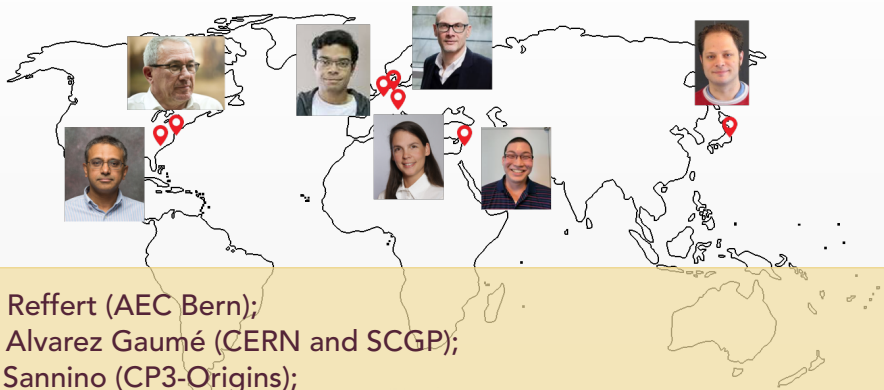 Reffert (AEC Bern);
Alvarez Gaumé (CERN and SCGP);
Sannino (CP3-Origins);